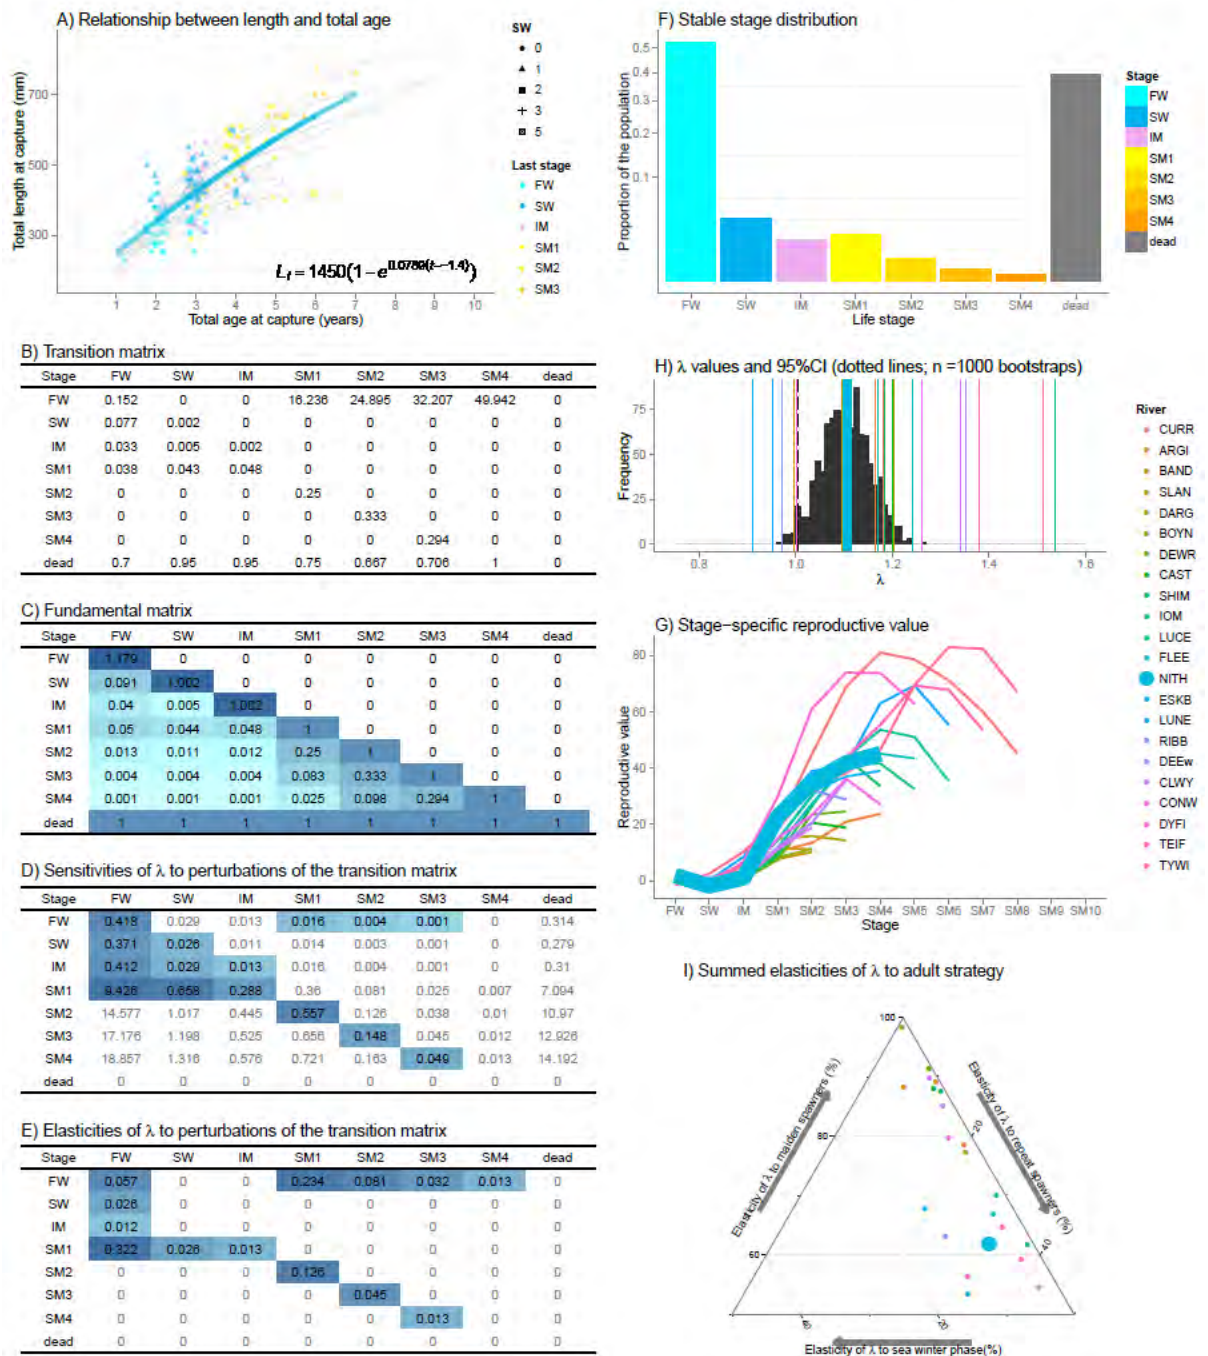 A) Relationship between length and total age
Total length at capture (mm)
700
500
300
L_t = 1450(1 − e^0.0789(t−−1.4))
1 2 3 4 5 6 7 8 9 10
Total age at capture (years)
SW
0
1
2
3
5
Last stage
FW
SW
IM
SM1
SM2
SM3
B) Transition matrix
Stage FW SW IM SM1 SM2 SM3 SM4 dead
FW 0.152 0 0 16.236 24.895 32.207 49.942 0
SW 0.077 0.002 0 0 0 0 0 0
IM 0.033 0.005 0.002 0 0 0 0 0
SM1 0.038 0.043 0.048 0 0 0 0 0
SM2 0 0 0 0.25 0 0 0 0
SM3 0 0 0 0 0.333 0 0 0
SM4 0 0 0 0 0 0.294 0 0
dead 0.7 0.95 0.95 0.75 0.667 0.706 1 0
C) Fundamental matrix
Stage FW SW IM SM1 SM2 SM3 SM4 dead
FW 1.179 0 0 0 0 0 0 0
SW 0.091 1.002 0 0 0 0 0 0
IM 0.04 0.005 1.002 0 0 0 0 0
SM1 0.05 0.044 0.048 1 0 0 0 0
SM2 0.013 0.011 0.012 0.25 1 0 0 0
SM3 0.004 0.004 0.004 0.083 0.333 1 0 0
SM4 0.001 0.001 0.001 0.025 0.098 0.294 1 0
dead 1 1 1 1 1 1 1 1
D) Sensitivities of λ to perturbations of the transition matrix
Stage FW SW IM SM1 SM2 SM3 SM4 dead
FW 0.418 0.029 0.013 0.016 0.004 0.001 0 0.314
SW 0.371 0.026 0.011 0.014 0.003 0.001 0 0.279
IM 0.412 0.029 0.013 0.016 0.004 0.001 0 0.31
SM1 9.426 0.658 0.288 0.36 0.081 0.025 0.007 7.094
SM2 14.577 1.017 0.445 0.557 0.126 0.038 0.01 10.97
SM3 17.176 1.198 0.525 0.656 0.148 0.045 0.012 12.926
SM4 18.857 1.316 0.576 0.721 0.163 0.049 0.013 14.192
dead 0 0 0 0 0 0 0 0
E) Elasticities of λ to perturbations of the transition matrix
Stage FW SW IM SM1 SM2 SM3 SM4 dead
FW 0.057 0 0 0.234 0.081 0.032 0.013 0
SW 0.026 0 0 0 0 0 0 0
IM 0.012 0 0 0 0 0 0 0
SM1 0.322 0.026 0.013 0 0 0 0 0
SM2 0 0 0 0.126 0 0 0 0
SM3 0 0 0 0 0.045 0 0 0
SM4 0 0 0 0 0 0.013 0 0
dead 0 0 0 0 0 0 0 0
F) Stable stage distribution
Proportion of the population
0.5
0.4
0.3
0.2
0.1
FW SW IM SM1 SM2 SM3 SM4 dead
Life stage
Stage
FW
SW
IM
SM1
SM2
SM3
SM4
dead
H) λ values and 95%CI (dotted lines; n =1000 bootstraps)
Frequency
75
50
25
0
0.8 1.0 1.2 1.4 1.6
λ
River
CURR
ARGI
BAND
SLAN
DARG
BOYN
DEWR
CAST
SHIM
IOM
LUCE
FLEE
NITH
ESKB
LUNE
RIBB
DEEw
CLWY
CONW
DYFI
TEIF
TYWI
G) Stage−specific reproductive value
Reproductive value
80
60
40
20
0
FW SW IM SM1 SM2 SM3 SM4 SM5 SM6 SM7 SM8 SM9 SM10
Stage
I) Summed elasticities of λ to adult strategy
100
80
60
20
40
40
20
Elasticity of λ to maiden spawners (%)
Elasticity of λ to repeat spawners(%)
Elasticity of λ to sea winter phase(%)